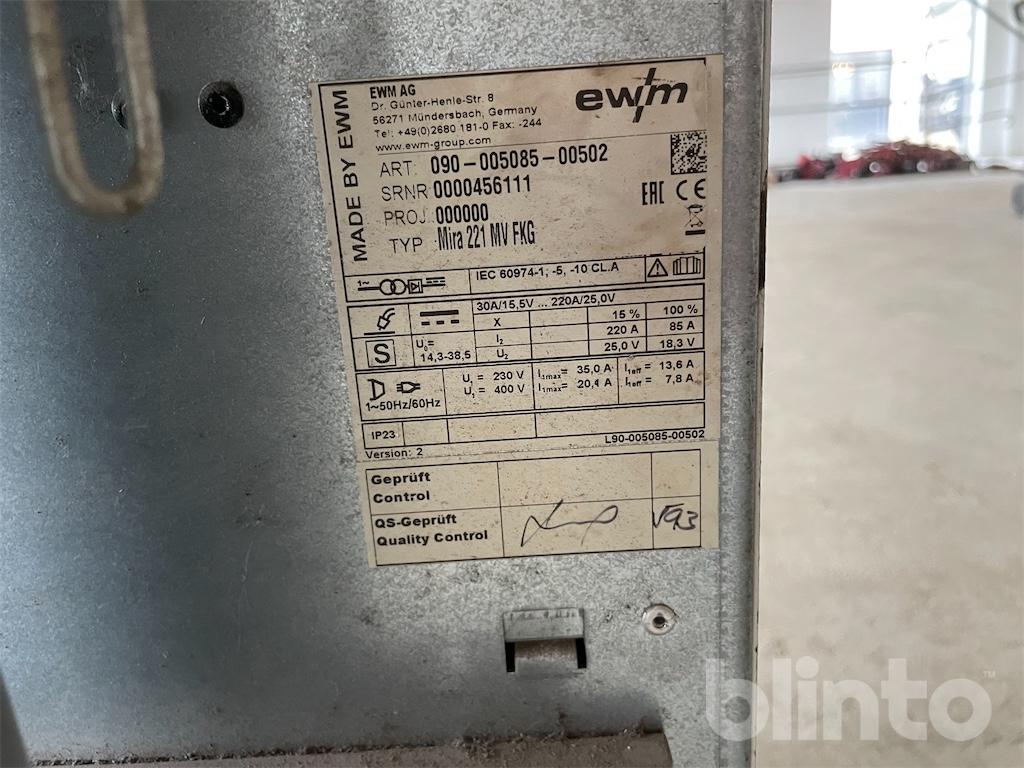 MADE BY EWM
EWM AG
Dr. Günter-Henle-Str. 8
56271 Mündersbach, Germany
Tel: +49(0)2680 181-0 Fax: -244
www.ewm-group.com
ewm
ART: 090-005085-00502
SRNR 0000456111
PROJ 000000
TYP Mira 221 MV FKG
EAC CE
1~ IEC 60974-1, -5, -10 CL.A
30A/15,5V ... 220A/25,0V
X 15 % 100 %
I2 220 A 85 A
S U0= 14,3-38,5 U2 25,0 V 18,3 V
U1 = 230 V I1max= 35,0 A I1eff = 13,6 A
U1 = 400 V I1max= 20,4 A I1eff = 7,8 A
1~50Hz/60Hz
IP23
L90-005085-00502
Version: 2
Geprüft
Control
QS-Geprüft
Quality Control
blinto™